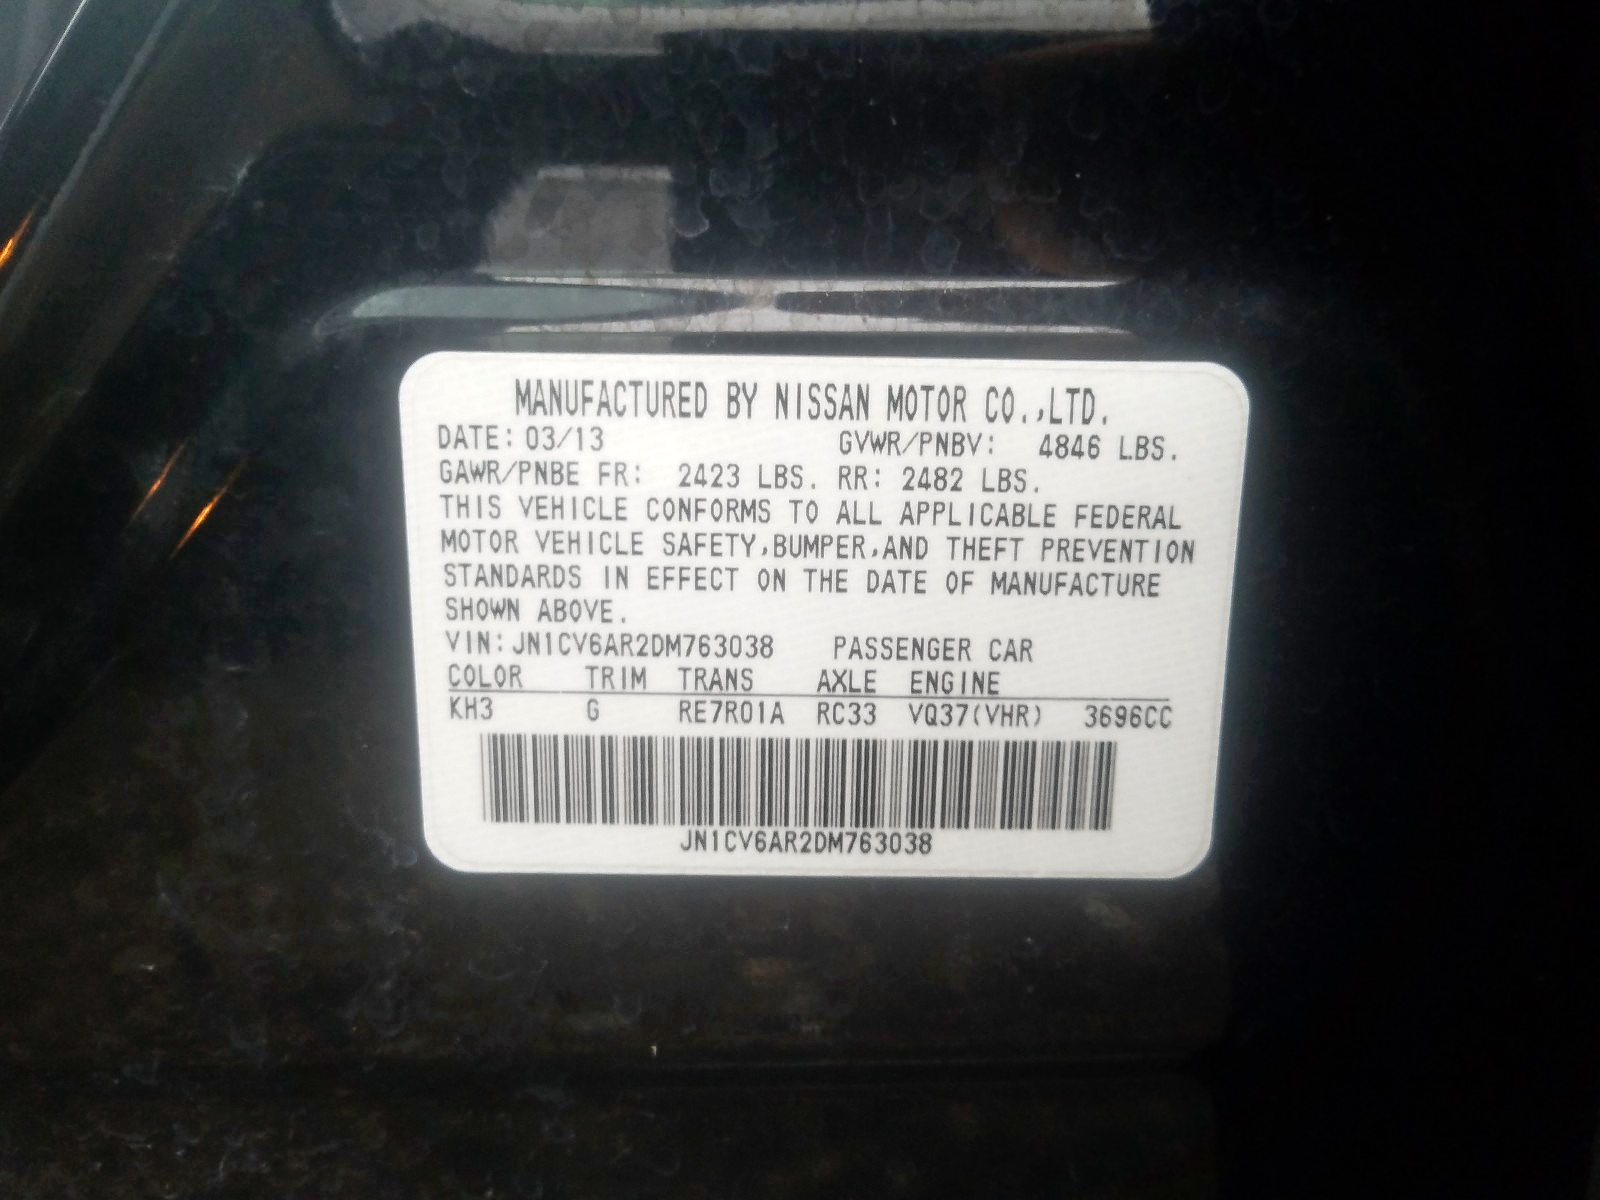 MANUFACTURED BY NISSAN MOTOR CO.,LTD.
DATE: 03/13 GVWR/PNBV: 4846 LBS.
GAWR/PNBE FR: 2423 LBS. RR: 2482 LBS.
THIS VEHICLE CONFORMS TO ALL APPLICABLE FEDERAL
MOTOR VEHICLE SAFETY,BUMPER,AND THEFT PREVENTION
STANDARDS IN EFFECT ON THE DATE OF MANUFACTURE
SHOWN ABOVE.
VIN:JN1CV6AR2DM763038 PASSENGER CAR
COLOR TRIM TRANS AXLE ENGINE
KH3 G RE7R01A RC33 VQ37(VHR) 3696CC
JN1CV6AR2DM763038